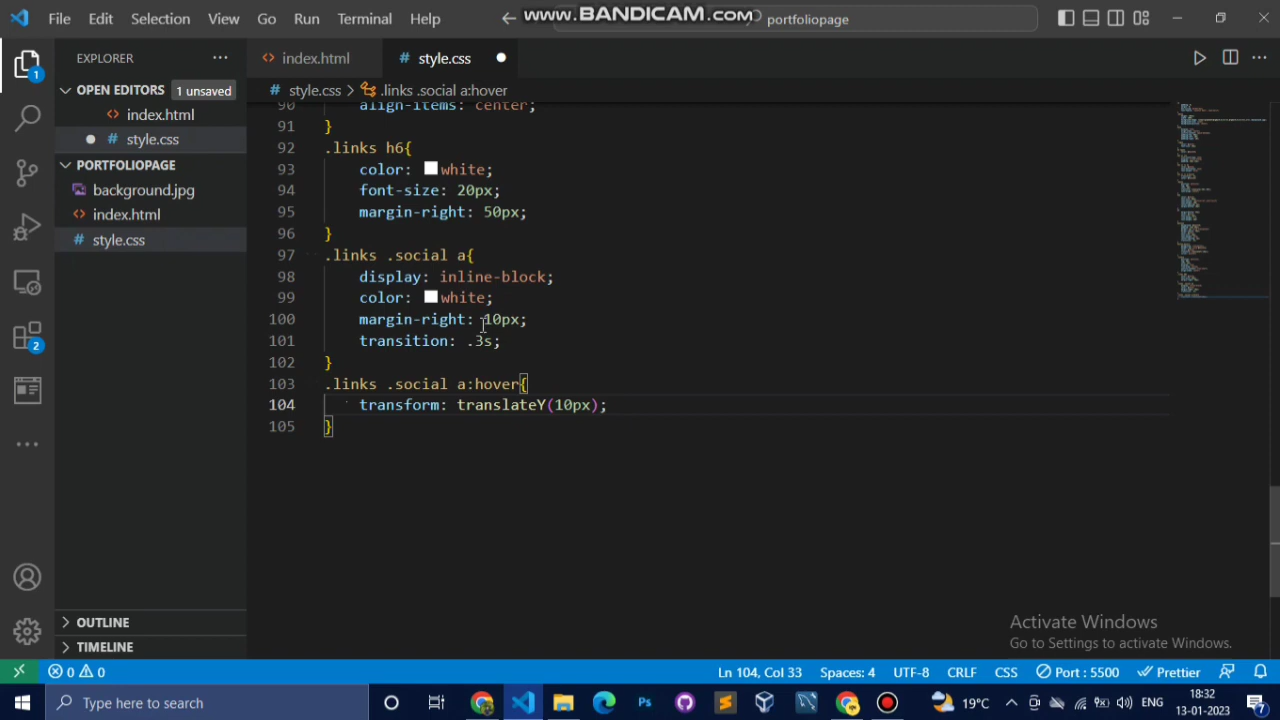 File Edit Selection View Go Run Terminal Help
www.BANDICAM.com
portfoliopage
EXPLORER
index.html
style.css
style.css > .links .social a:hover
OPEN EDITORS 1 unsaved
index.html
style.css
PORTFOLIOPAGE
background.jpg
index.html
style.css
1
2
90 align-items: center;
91 }
92 .links h6{
93 color: white;
94 font-size: 20px;
95 margin-right: 50px;
96 }
97 .links .social a{
98 display: inline-block;
99 color: white;
100 margin-right: 10px;
101 transition: .3s;
102 }
103 .links .social a:hover{
104 transform: translateY(10px);
105 }
OUTLINE
TIMELINE
Activate Windows
Go to Settings to activate Windows.
0 0
Ln 104, Col 33 Spaces: 4 UTF-8 CRLF CSS Port : 5500 Prettier
Type here to search
Ps
19°C
ENG
18:32
13-01-2023
7